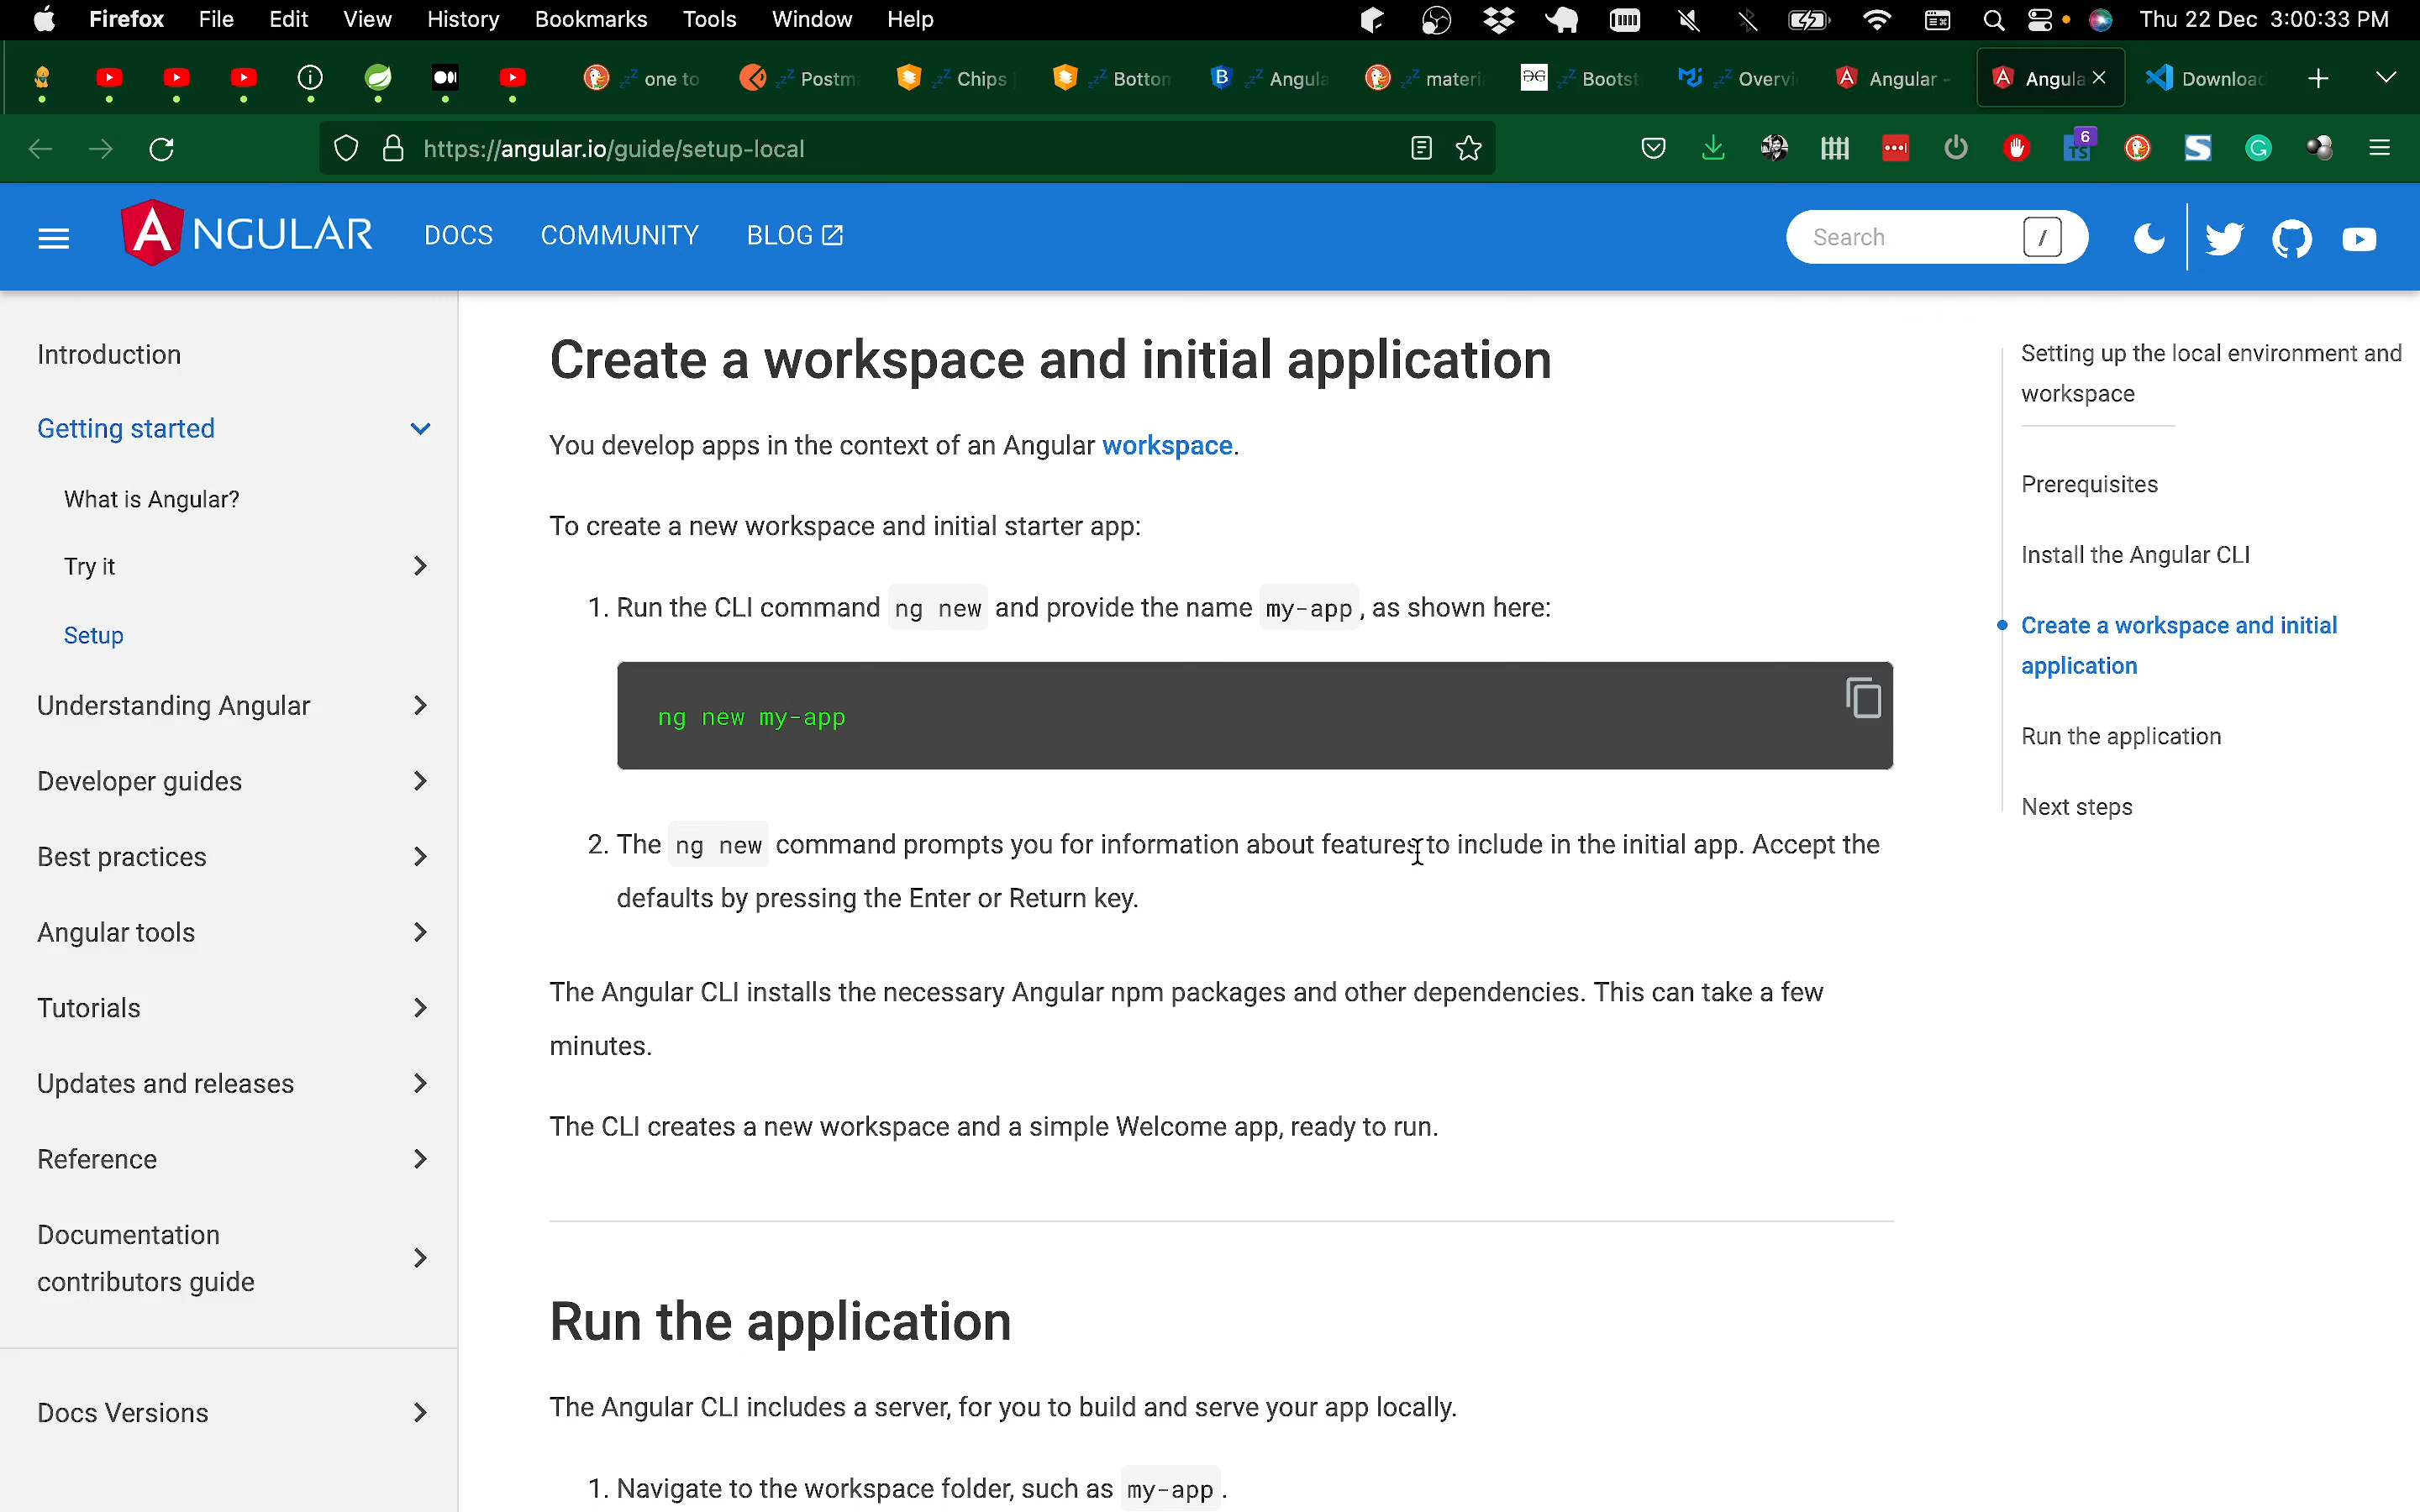 Firefox File Edit View History Bookmarks Tools Window Help Thu 22 Dec 3:00:33 PM
one to Postm Chips Bottom Angula materi Bootst Overvi Angular - Angula Download
https://angular.io/guide/setup-local 6
ANGULAR DOCS COMMUNITY BLOG Search /
Introduction
Getting started
What is Angular?
Try it
Setup
Understanding Angular
Developer guides
Best practices
Angular tools
Tutorials
Updates and releases
Reference
Documentation
contributors guide
Docs Versions
Create a workspace and initial application
You develop apps in the context of an Angular workspace.
To create a new workspace and initial starter app:
1. Run the CLI command ng new and provide the name my-app, as shown here:
ng new my-app
2. The ng new command prompts you for information about features to include in the initial app. Accept the
defaults by pressing the Enter or Return key.
The Angular CLI installs the necessary Angular npm packages and other dependencies. This can take a few
minutes.
The CLI creates a new workspace and a simple Welcome app, ready to run.
Run the application
The Angular CLI includes a server, for you to build and serve your app locally.
1. Navigate to the workspace folder, such as my-app.
Setting up the local environment and
workspace
Prerequisites
Install the Angular CLI
Create a workspace and initial
application
Run the application
Next steps